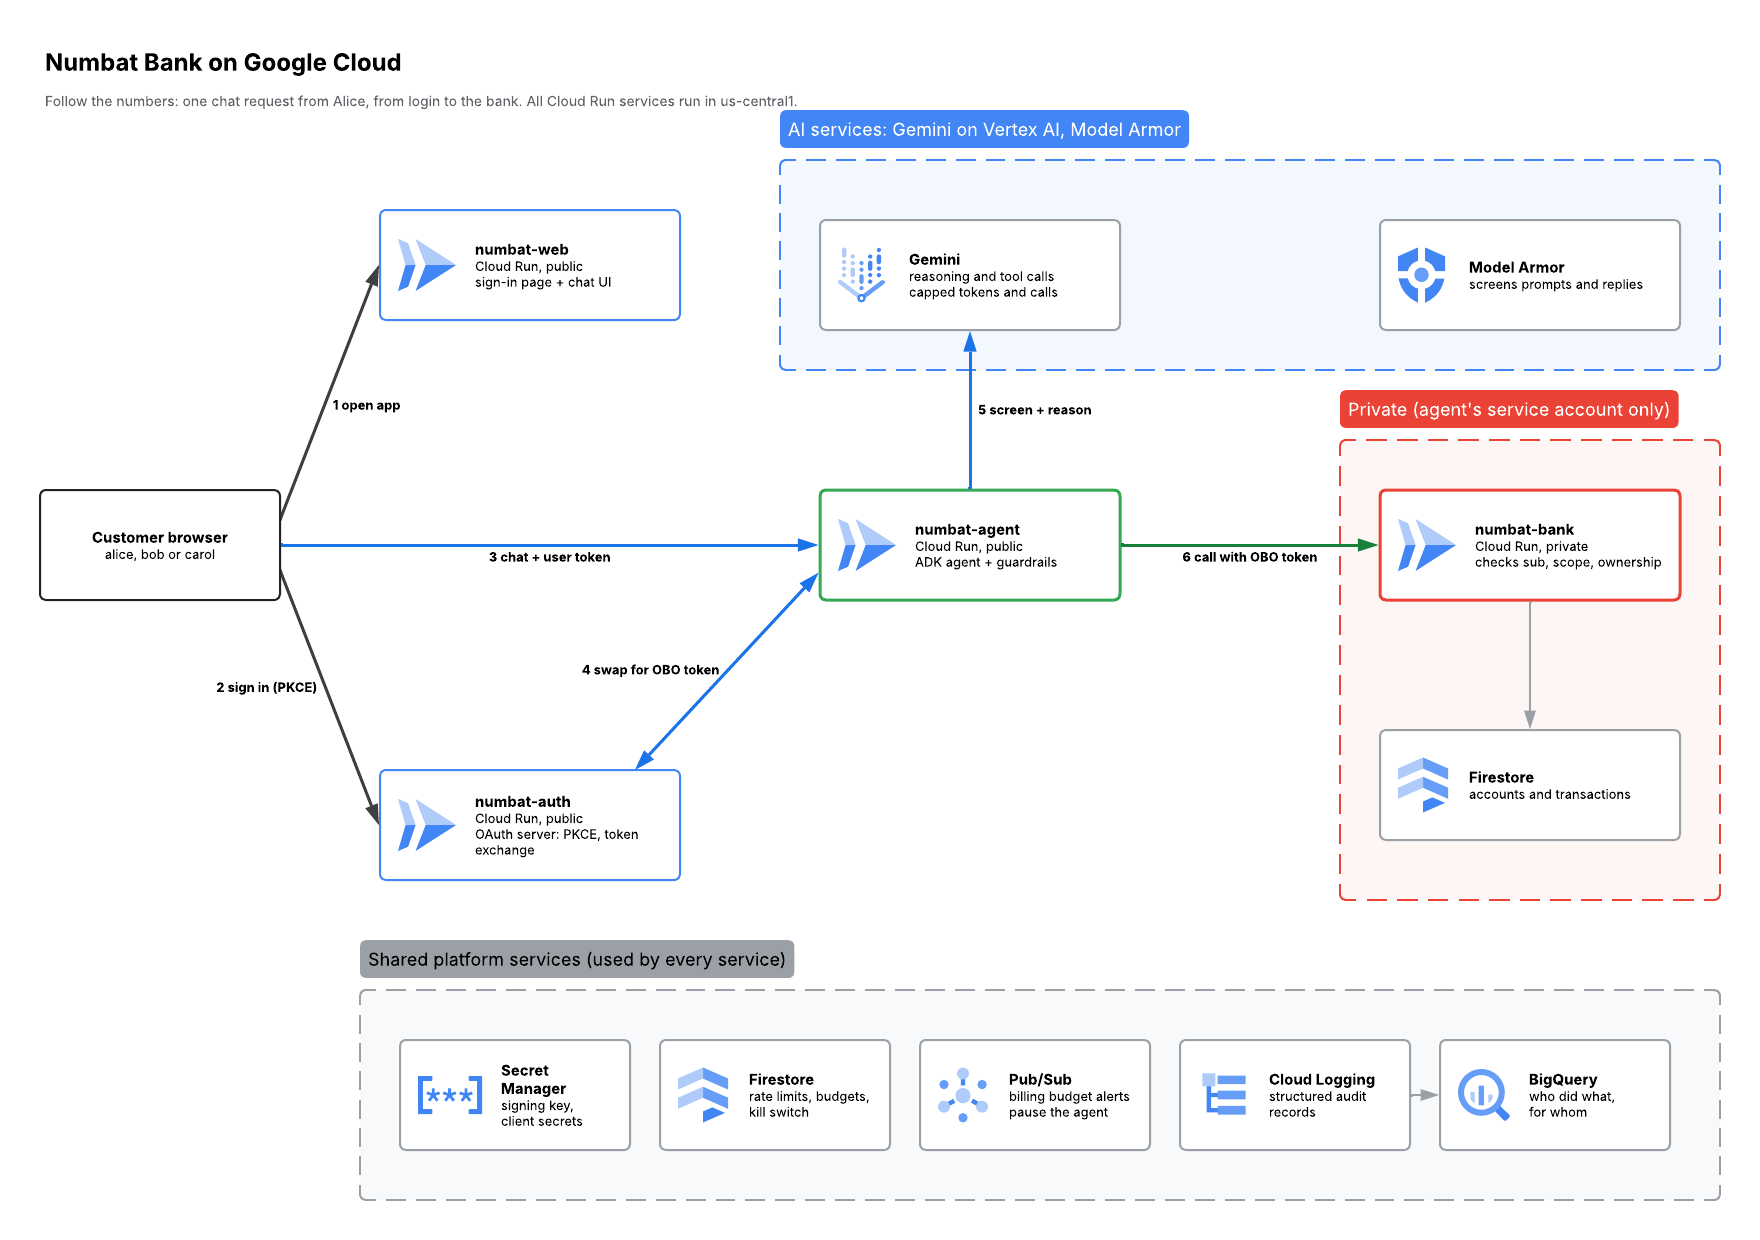 Numbat Bank on Google Cloud
Follow the numbers: one chat request from Alice, from login to the bank. All Cloud Run services run in us-central1.
AI services: Gemini on Vertex AI, Model Armor
numbat-web
Cloud Run, public
sign-in page + chat UI
Gemini
reasoning and tool calls
capped tokens and calls
Model Armor
screens prompts and replies
1 open app
5 screen + reason
Private (agent's service account only)
Customer browser
alice, bob or carol
3 chat + user token
numbat-agent
Cloud Run, public
ADK agent + guardrails
6 call with OBO token
numbat-bank
Cloud Run, private
checks sub, scope, ownership
4 swap for OBO token
2 sign in (PKCE)
numbat-auth
Cloud Run, public
OAuth server: PKCE, token
exchange
Firestore
accounts and transactions
Shared platform services (used by every service)
Secret
Manager
signing key,
client secrets
Firestore
rate limits, budgets,
kill switch
Pub/Sub
billing budget alerts
pause the agent
Cloud Logging
structured audit
records
BigQuery
who did what,
for whom